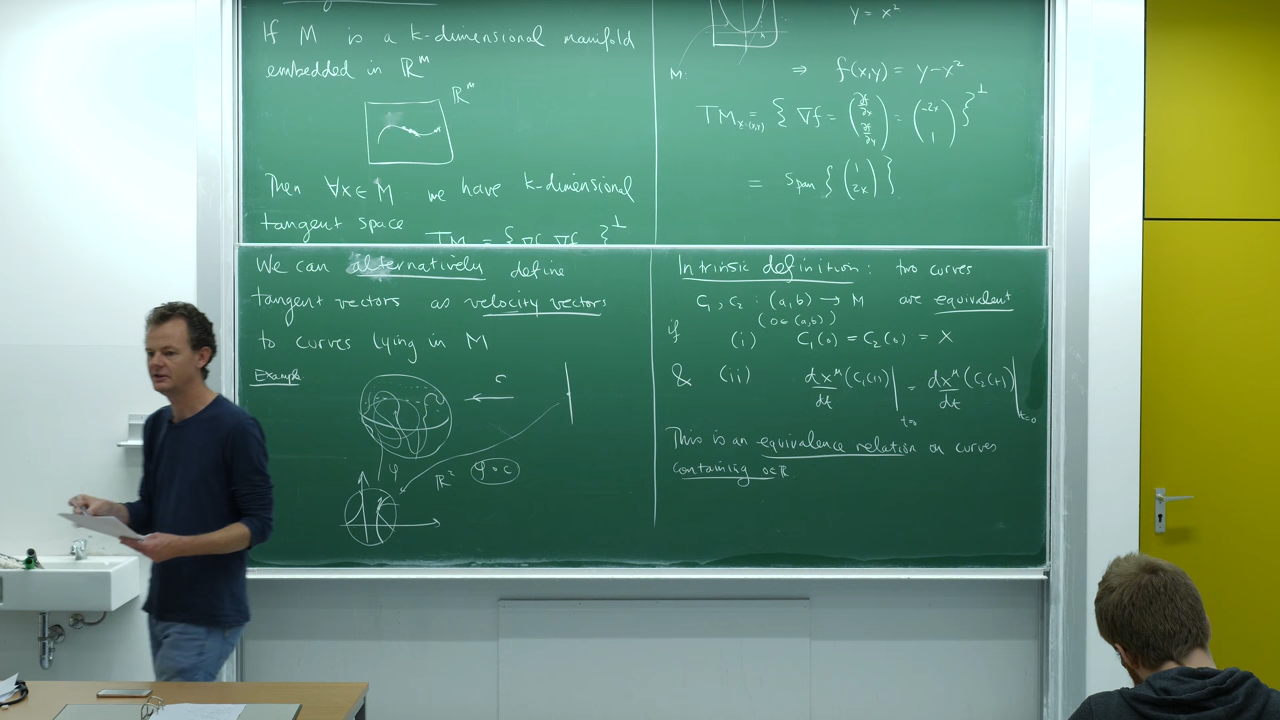 If M is a k-dimensional manifold
embedded in ℝᵐ
ℝᵐ
Then ∀x∈M we have k-dimensional
tangent space TM = { ∇f ∇f }⊥
y = x²
M:
⇒ f(x,y) = y-x²
TM_{x=(x,y)} = { ∇f = (∂f/∂x ∂f/∂y) = (-2x 1) }⊥
= Span { (1 2x) }
We can alternatively define
tangent vectors as velocity vectors
to curves lying in M
Example
c
φ
ℝ²
φ∘c
Intrinsic definition: two curves
C₁, C₂ : (a,b) → M are equivalent
(0∈(a,b))
if (i) C₁(0) = C₂(0) = x
& (ii) dx^μ/dt (C₁(t))|_{t=0} = dx^μ/dt (C₂(t))|_{t=0}
This is an equivalence relation on curves
containing 0∈ℝ